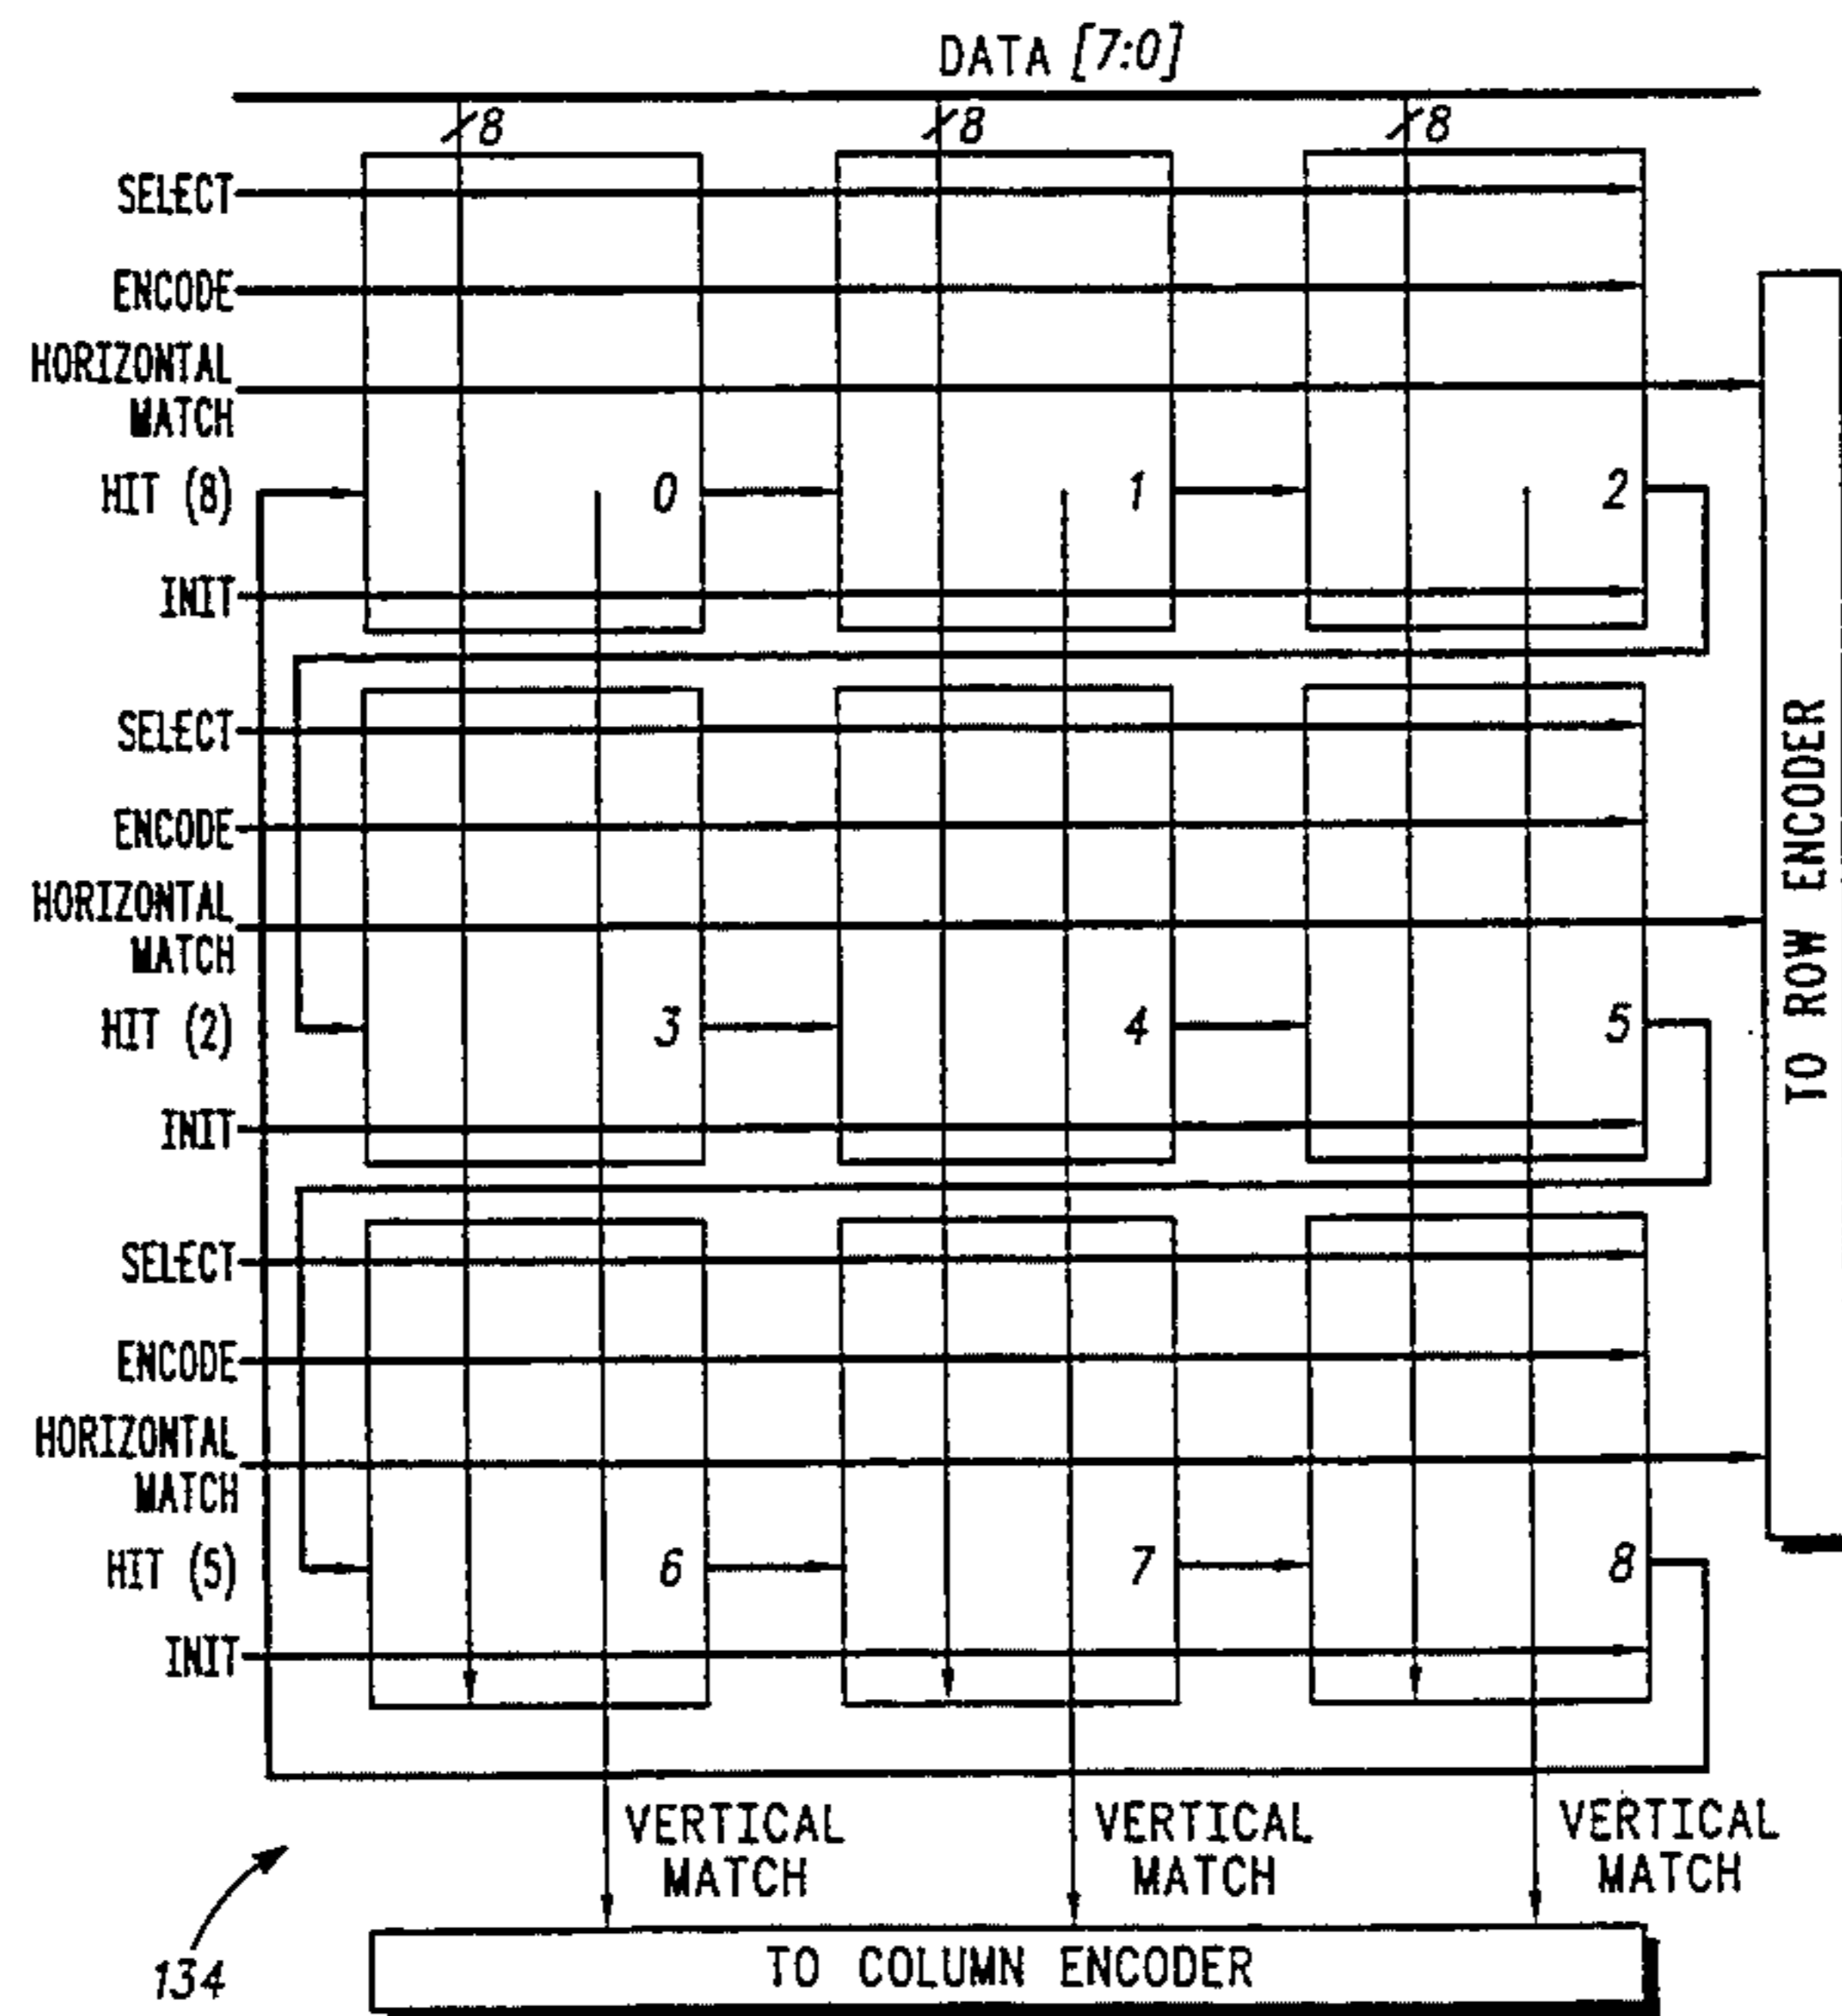 DATA [7:0]
8 8 8
SELECT
ENCODE
HORIZONTAL
MATCH
HIT (8) 0 1 2
INIT
SELECT
ENCODE
HORIZONTAL
MATCH
HIT (2) 3 4 5
INIT
SELECT
ENCODE
HORIZONTAL
MATCH
HIT (5) 6 7 8
INIT
TO ROW ENCODER
VERTICAL MATCH
VERTICAL MATCH
VERTICAL MATCH
134
TO COLUMN ENCODER